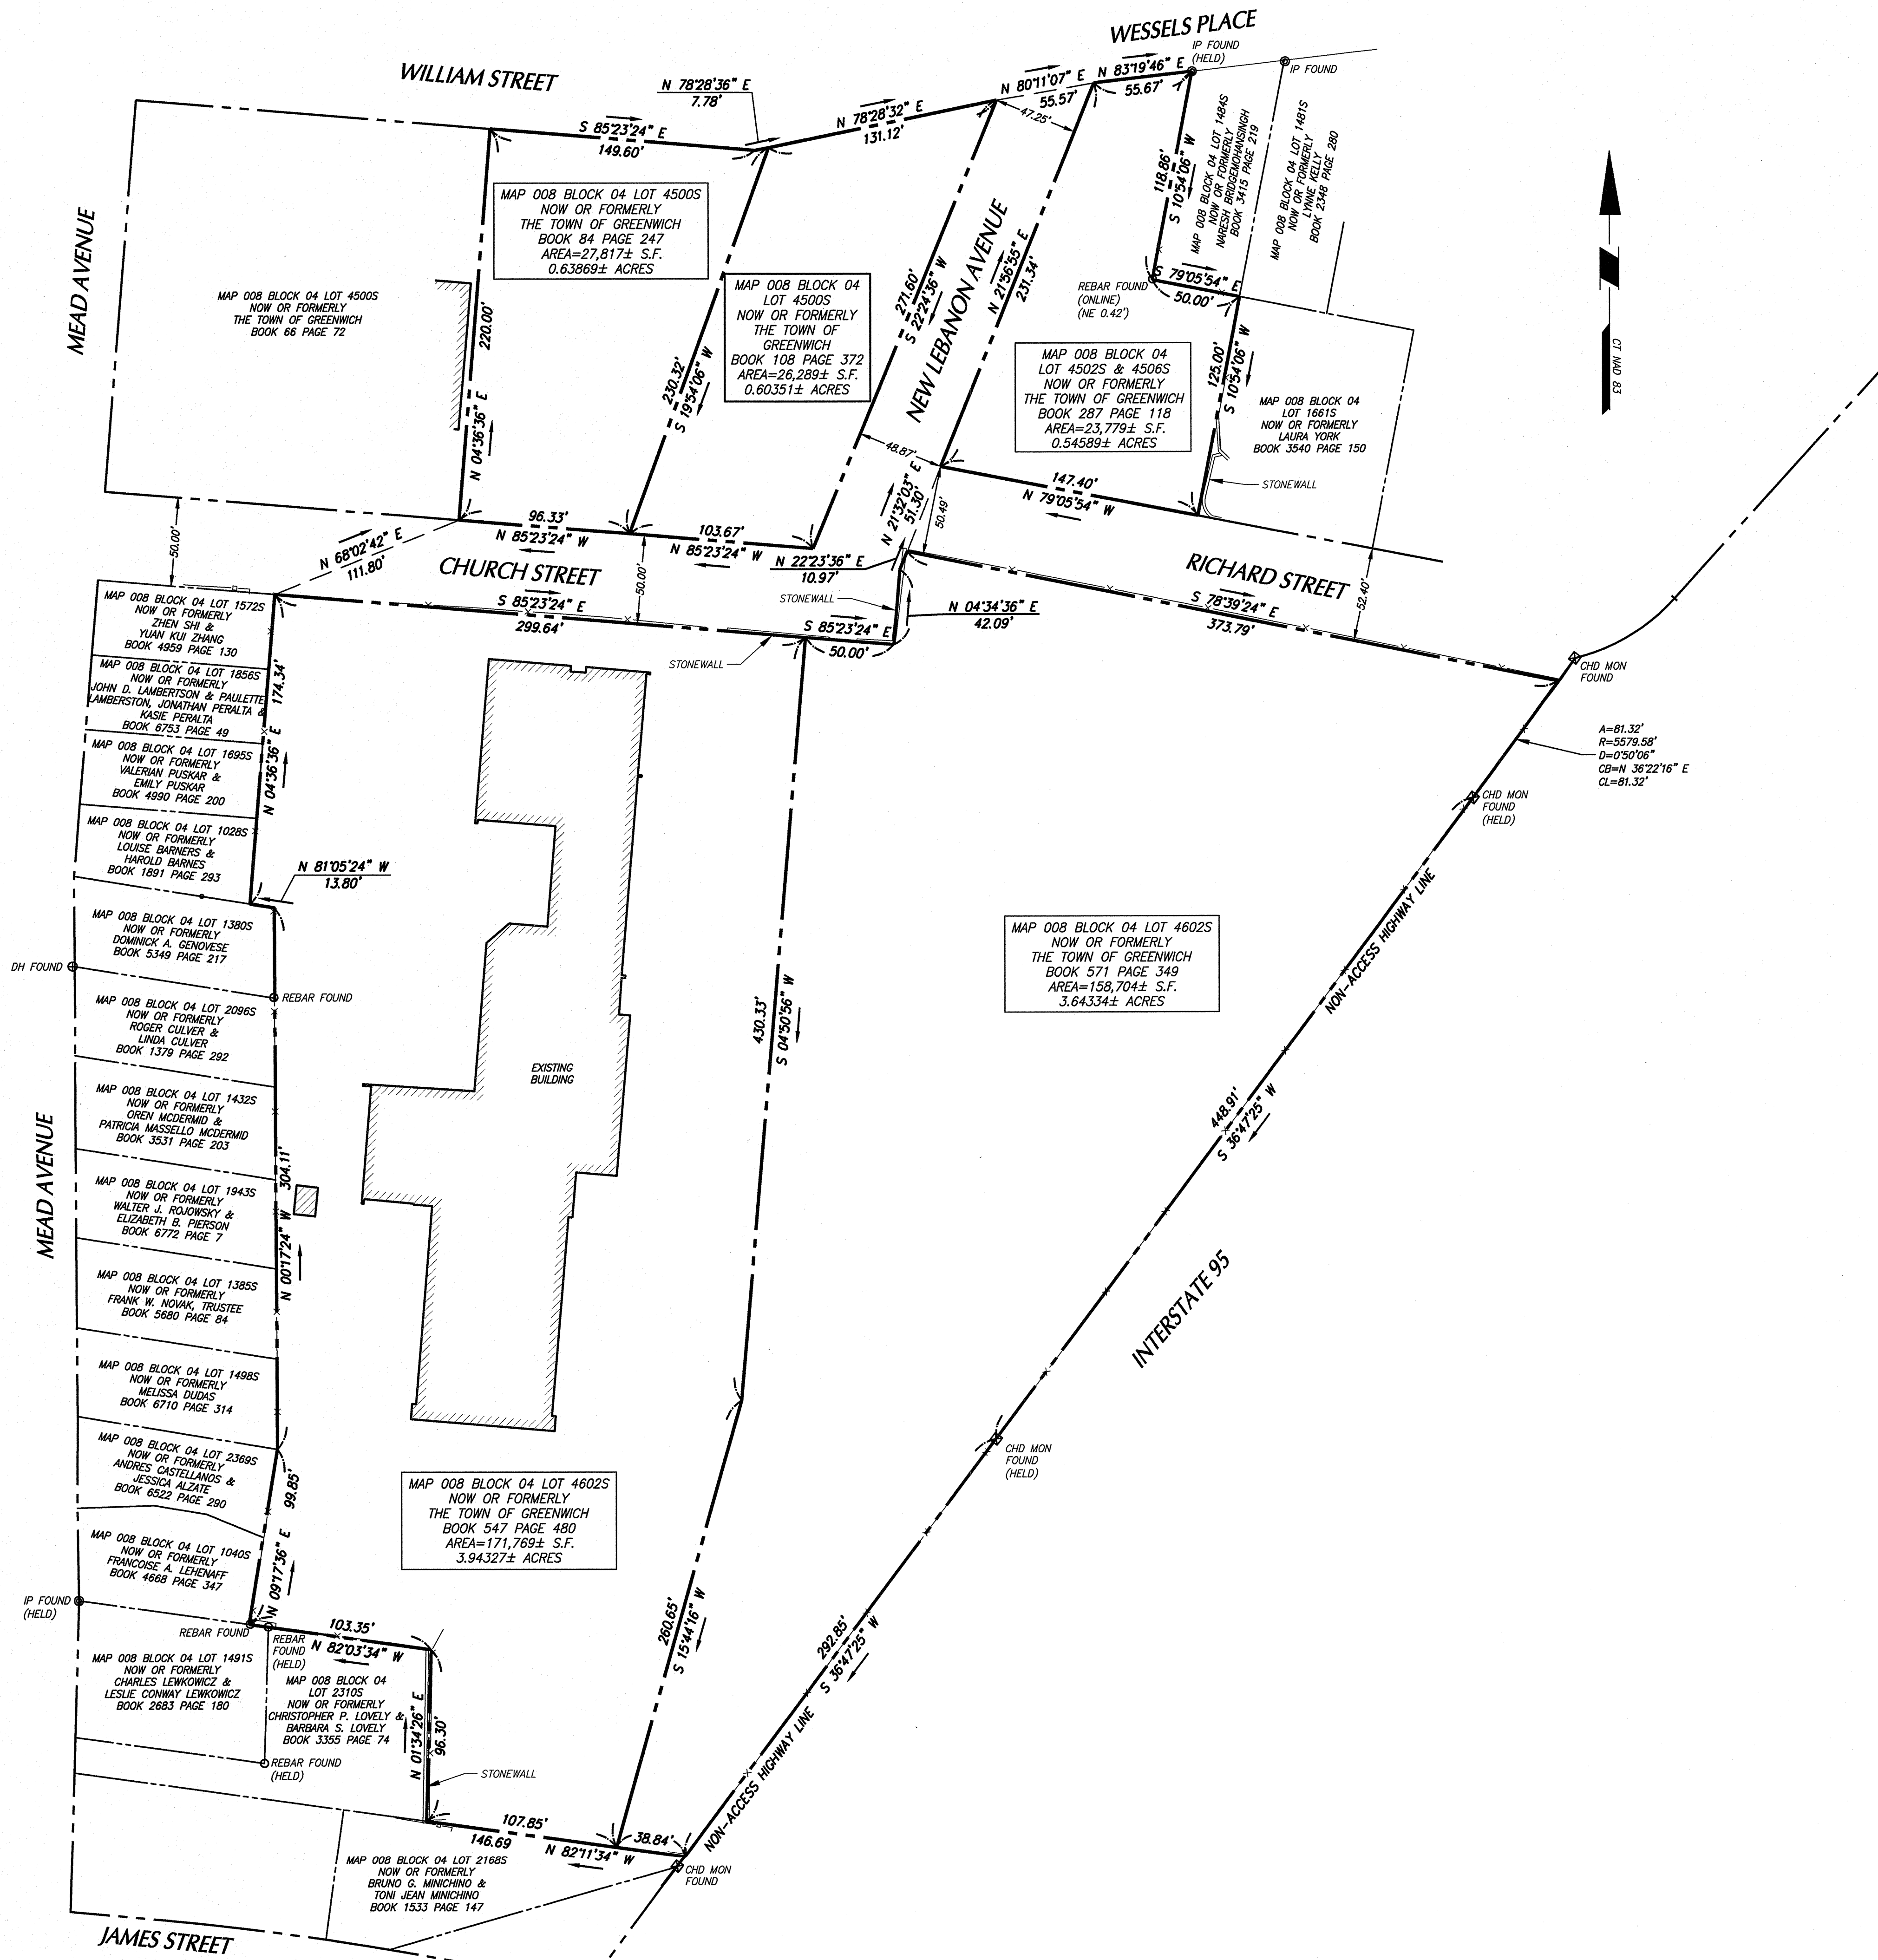 WESSELS PLACE
IP FOUND
(HELD)
IP FOUND
WILLIAM STREET
N 78°28'36" E
7.78'
N 80°11'07" E
55.57'
N 83°19'46" E
55.67'
47.25'
S 85°23'24" E
149.60'
N 78°28'32" E
131.12'
118.86'
S 10°54'06" W
MAP 008 BLOCK 04 LOT 1484S
NOW OR FORMERLY
NARESH BRIDGEMOHANSINGH
BOOK 3415 PAGE 219
MAP 008 BLOCK 04 LOT 1481S
NOW OR FORMERLY
LYNNE KELLY
BOOK 2348 PAGE 280
MEAD AVENUE
MAP 008 BLOCK 04 LOT 4500S
NOW OR FORMERLY
THE TOWN OF GREENWICH
BOOK 66 PAGE 72
MAP 008 BLOCK 04 LOT 4500S
NOW OR FORMERLY
THE TOWN OF GREENWICH
BOOK 84 PAGE 247
AREA=27,817± S.F.
0.63869± ACRES
220.00'
N 04°36'36" E
MAP 008 BLOCK 04
LOT 4500S
NOW OR FORMERLY
THE TOWN OF
GREENWICH
BOOK 108 PAGE 372
AREA=26,289± S.F.
0.60351± ACRES
230.32'
S 19°54'06" W
271.60'
S 22°24'36" W
NEW LEBANON AVENUE
N 21°56'55" E
231.34'
REBAR FOUND
(ONLINE)
(NE 0.42')
S 79°05'54" E
50.00'
125.00'
S 10°54'06" W
MAP 008 BLOCK 04
LOT 4502S & 4506S
NOW OR FORMERLY
THE TOWN OF GREENWICH
BOOK 287 PAGE 118
AREA=23,779± S.F.
0.54589± ACRES
MAP 008 BLOCK 04
LOT 1661S
NOW OR FORMERLY
LAURA YORK
BOOK 3540 PAGE 150
STONEWALL
CT NAD 83
48.87'
147.40'
N 79°05'54" W
50.49'
N 21°32'03" E
51.30'
50.00'
N 68°02'42" E
111.80'
96.33'
N 85°23'24" W
103.67'
N 85°23'24" W
N 22°23'36" E
10.97'
CHURCH STREET
50.00'
STONEWALL
S 85°23'24" E
299.64'
S 85°23'24" E
50.00'
N 04°34'36" E
42.09'
STONEWALL
RICHARD STREET
52.40'
S 78°39'24" E
373.79'
CHD MON
FOUND
A=81.32'
R=5579.58'
D=0°50'06"
CB=N 36°22'16" E
CL=81.32'
CHD MON
FOUND
(HELD)
MAP 008 BLOCK 04 LOT 1572S
NOW OR FORMERLY
ZHEN SHI &
YUAN KUI ZHANG
BOOK 4959 PAGE 130
MAP 008 BLOCK 04 LOT 1856S
NOW OR FORMERLY
JOHN D. LAMBERTSON & PAULETTE
LAMBERSTON, JONATHAN PERALTA &
KASIE PERALTA
BOOK 6753 PAGE 49
MAP 008 BLOCK 04 LOT 1695S
NOW OR FORMERLY
VALERIAN PUSKAR &
EMILY PUSKAR
BOOK 4990 PAGE 200
MAP 008 BLOCK 04 LOT 1028S
NOW OR FORMERLY
LOUISE BARNERS &
HAROLD BARNES
BOOK 1891 PAGE 293
174.34'
N 04°36'36" E
N 81°05'24" W
13.80'
MAP 008 BLOCK 04 LOT 1380S
NOW OR FORMERLY
DOMINICK A. GENOVESE
BOOK 5349 PAGE 217
DH FOUND
REBAR FOUND
MAP 008 BLOCK 04 LOT 2096S
NOW OR FORMERLY
ROGER CULVER &
LINDA CULVER
BOOK 1379 PAGE 292
MAP 008 BLOCK 04 LOT 1432S
NOW OR FORMERLY
OREN MCDERMID &
PATRICIA MASSELLO MCDERMID
BOOK 3531 PAGE 203
MEAD AVENUE
MAP 008 BLOCK 04 LOT 1943S
NOW OR FORMERLY
WALTER J. ROJOWSKY &
ELIZABETH B. PIERSON
BOOK 6772 PAGE 7
304.11'
N 00°17'24" W
MAP 008 BLOCK 04 LOT 1385S
NOW OR FORMERLY
FRANK W. NOVAK, TRUSTEE
BOOK 5680 PAGE 84
MAP 008 BLOCK 04 LOT 1498S
NOW OR FORMERLY
MELISSA DUDAS
BOOK 6710 PAGE 314
MAP 008 BLOCK 04 LOT 2369S
NOW OR FORMERLY
ANDRES CASTELLANOS &
JESSICA ALZATE
BOOK 6522 PAGE 290
99.85'
N 09°17'36" E
MAP 008 BLOCK 04 LOT 1040S
NOW OR FORMERLY
FRANCOISE A. LEHENAFF
BOOK 4668 PAGE 347
EXISTING
BUILDING
430.33'
S 04°50'56" W
MAP 008 BLOCK 04 LOT 4602S
NOW OR FORMERLY
THE TOWN OF GREENWICH
BOOK 571 PAGE 349
AREA=158,704± S.F.
3.64334± ACRES
NON-ACCESS HIGHWAY LINE
448.91'
S 36°47'25" W
INTERSTATE 95
CHD MON
FOUND
(HELD)
MAP 008 BLOCK 04 LOT 4602S
NOW OR FORMERLY
THE TOWN OF GREENWICH
BOOK 547 PAGE 480
AREA=171,769± S.F.
3.94327± ACRES
260.65'
S 15°44'16" W
292.85'
S 36°47'25" W
NON-ACCESS HIGHWAY LINE
IP FOUND
(HELD)
REBAR FOUND
REBAR
FOUND
(HELD)
103.35'
N 82°03'34" W
MAP 008 BLOCK 04 LOT 1491S
NOW OR FORMERLY
CHARLES LEWKOWICZ &
LESLIE CONWAY LEWKOWICZ
BOOK 2683 PAGE 180
MAP 008 BLOCK 04
LOT 2310S
NOW OR FORMERLY
CHRISTOPHER P. LOVELY &
BARBARA S. LOVELY
BOOK 3355 PAGE 74
N 01°34'26" E
96.30'
REBAR FOUND
(HELD)
STONEWALL
107.85'
146.69
38.84'
N 82°11'34" W
CHD MON
FOUND
MAP 008 BLOCK 04 LOT 2168S
NOW OR FORMERLY
BRUNO G. MINICHINO &
TONI JEAN MINICHINO
BOOK 1533 PAGE 147
JAMES STREET